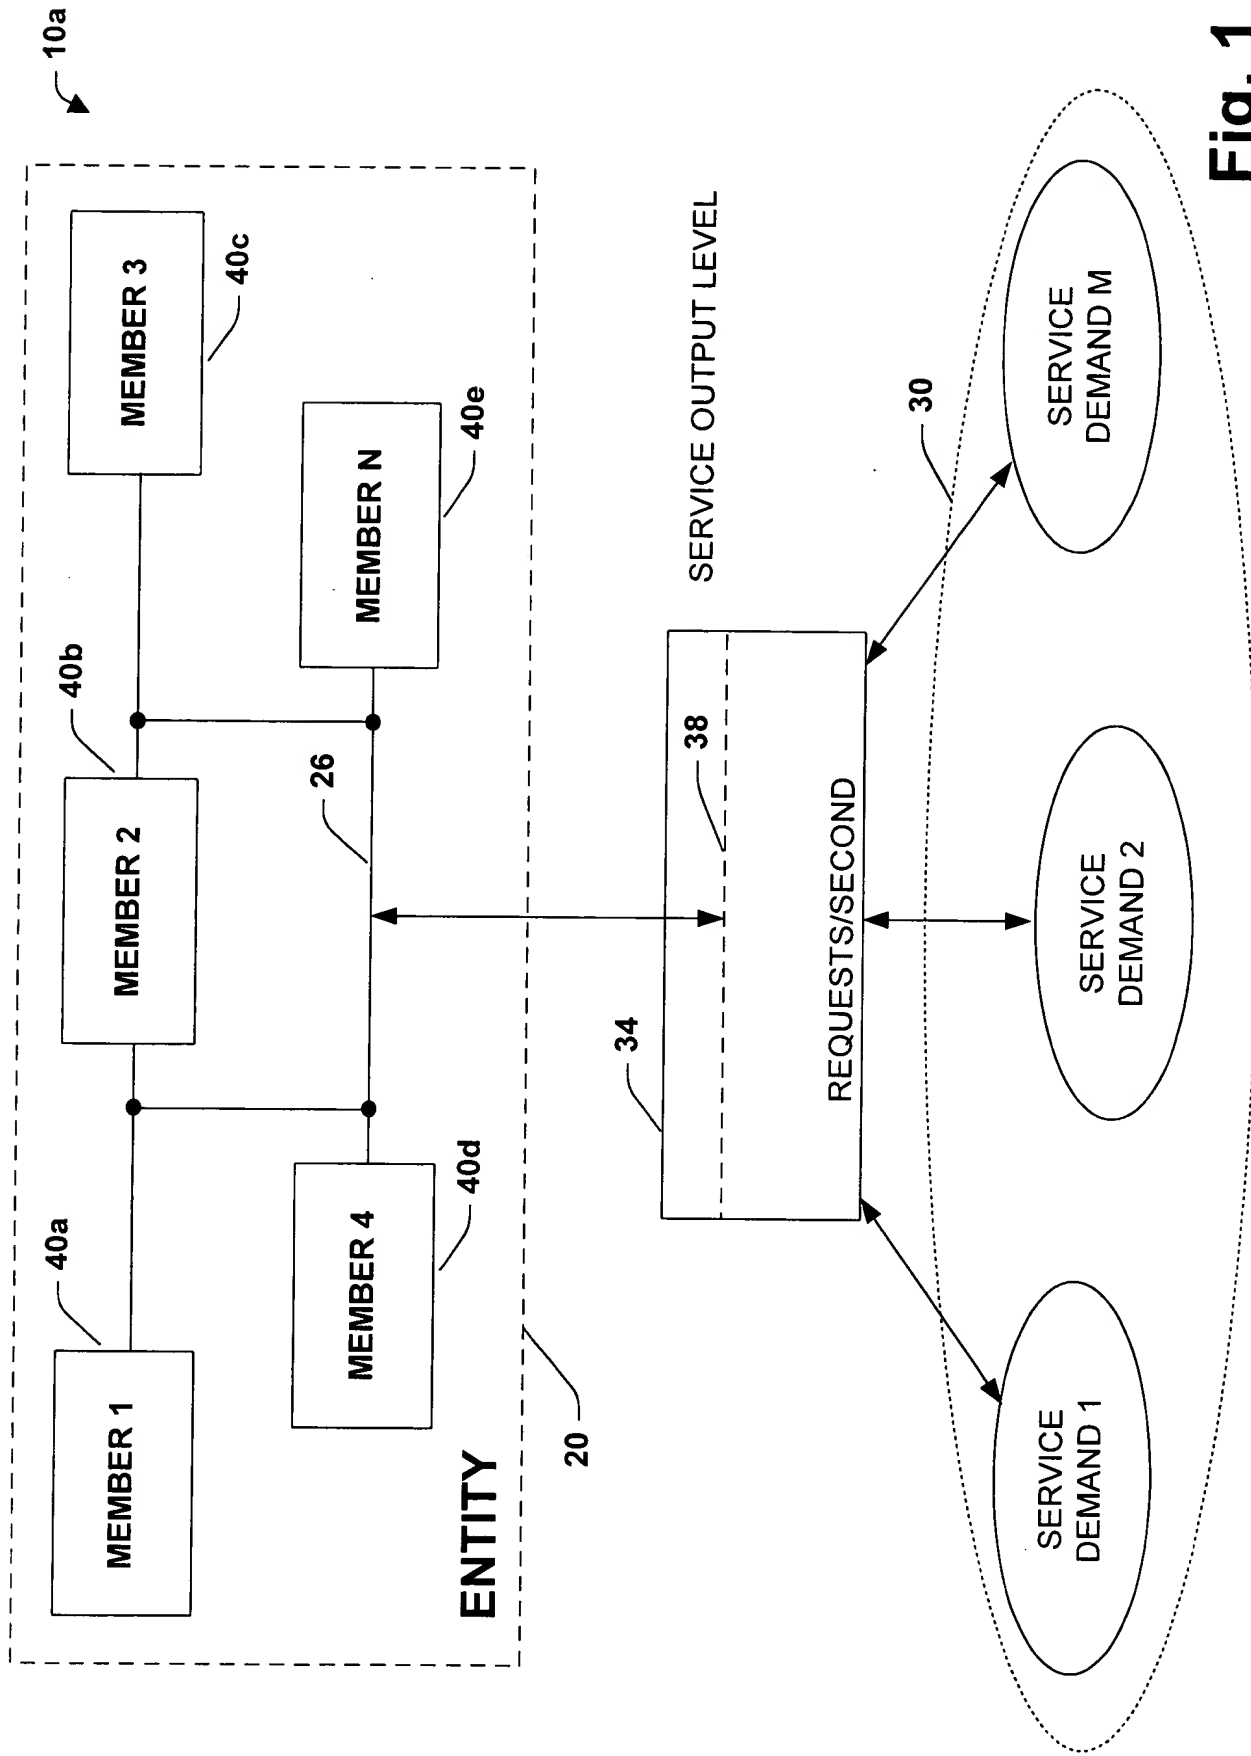 10a
MEMBER 1
40a
MEMBER 2
40b
MEMBER 3
40c
MEMBER 4
40d
26
MEMBER N
40e
ENTITY
20
34
38
SERVICE OUTPUT LEVEL
REQUESTS/SECOND
30
SERVICE
DEMAND 1
SERVICE
DEMAND 2
SERVICE
DEMAND M
Fig. 1